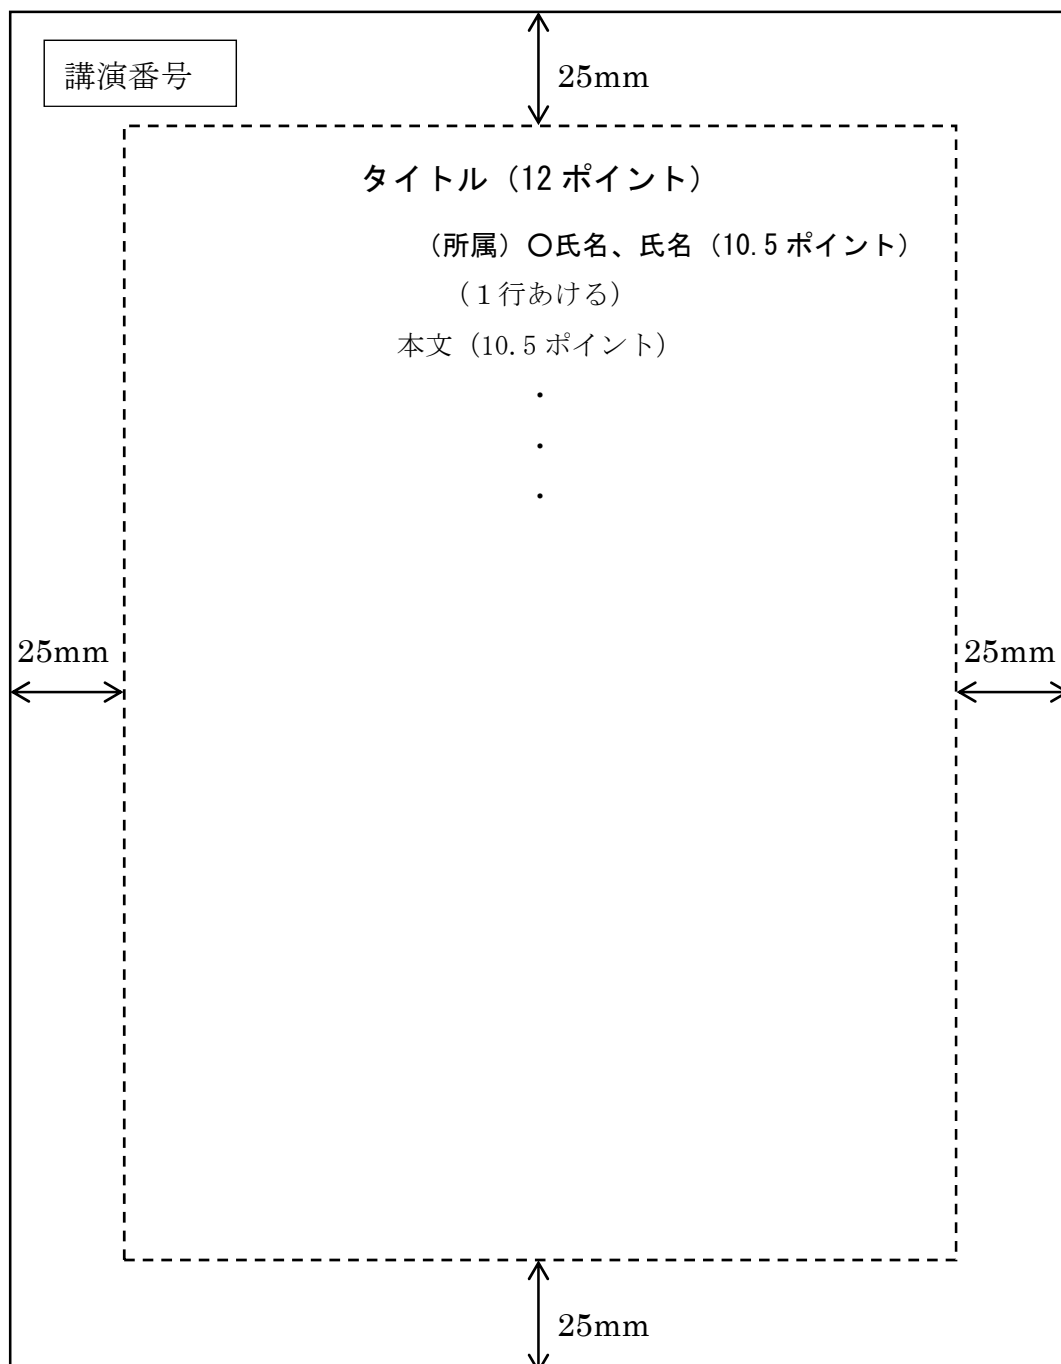 講演番号
25mm
タイトル（12 ポイント）
（所属）〇氏名、氏名（10.5 ポイント）
（１行あける）
本文（10.5 ポイント）
・
・
・
25mm
25mm
25mm